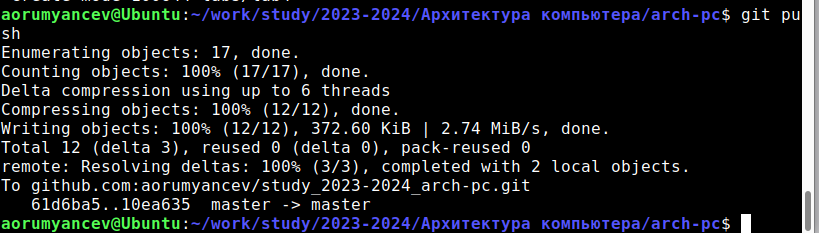 aorumyancev@Ubuntu:~/work/study/2023-2024/Архитектура компьютера/arch-pc$ git pu
sh
Enumerating objects: 17, done.
Counting objects: 100% (17/17), done.
Delta compression using up to 6 threads
Compressing objects: 100% (12/12), done.
Writing objects: 100% (12/12), 372.60 KiB | 2.74 MiB/s, done.
Total 12 (delta 3), reused 0 (delta 0), pack-reused 0
remote: Resolving deltas: 100% (3/3), completed with 2 local objects.
To github.com:aorumyancev/study_2023-2024_arch-pc.git
   61d6ba5..10ea635  master -> master
aorumyancev@Ubuntu:~/work/study/2023-2024/Архитектура компьютера/arch-pc$